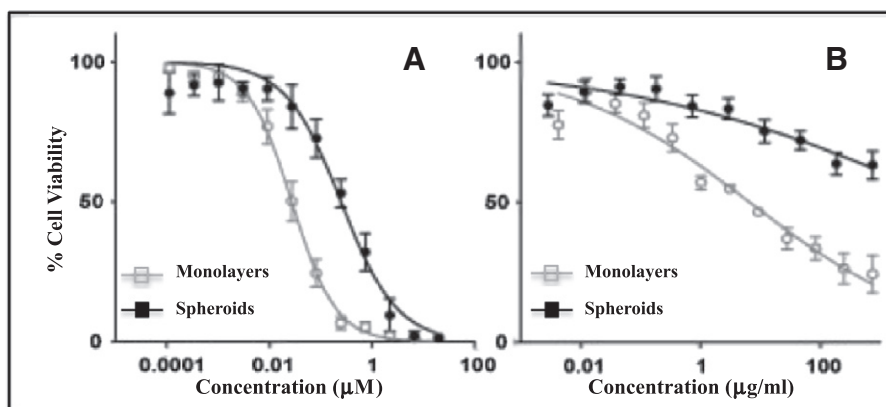 A
B
100
50
0
% Cell Viability
Monolayers
Spheroids
0.0001
0.01
1
100
Concentration (µM)
100
50
0
Monolayers
Spheroids
0.01
1
100
Concentration (µg/ml)